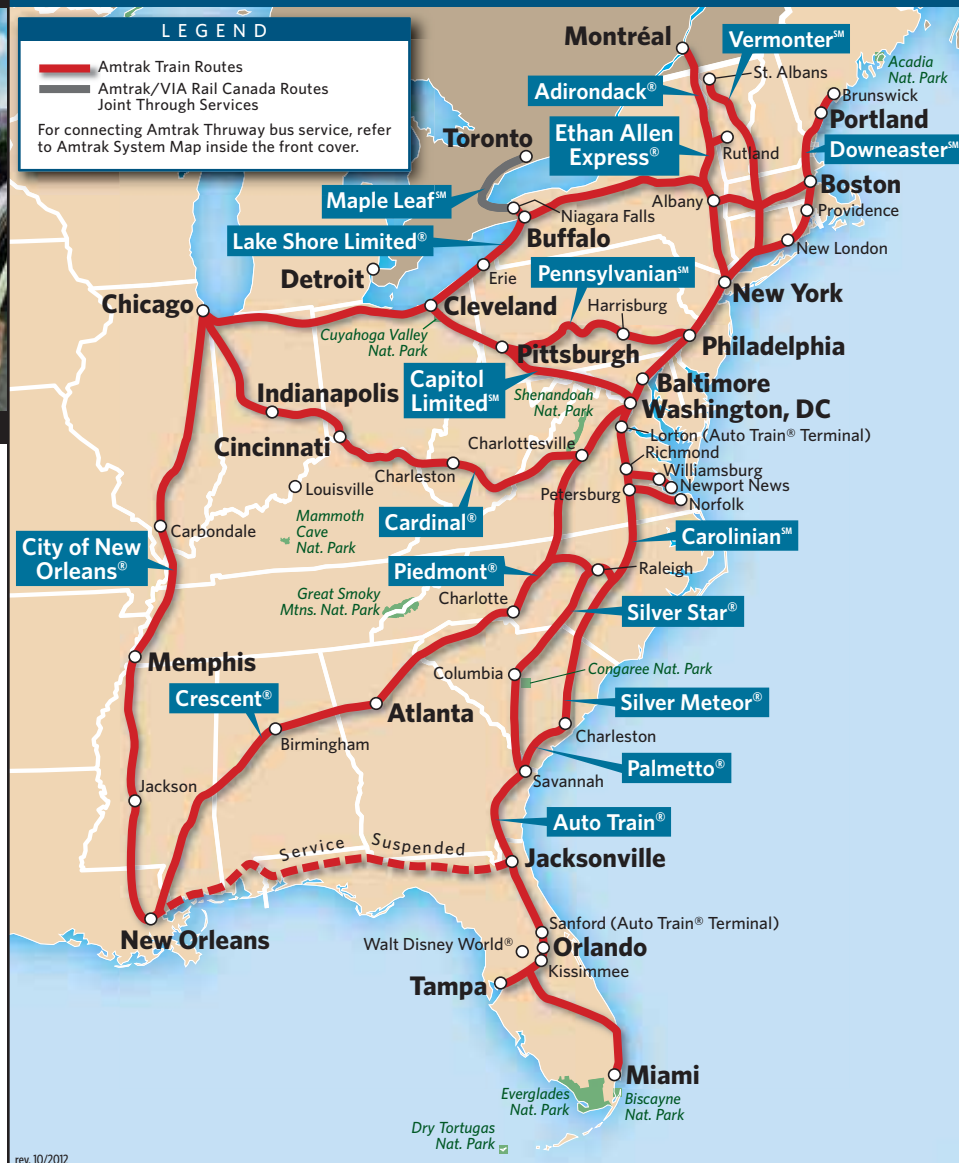 LEGEND
Amtrak Train Routes
Amtrak/VIA Rail Canada Routes
Joint Through Services
For connecting Amtrak Thruway bus service, refer
to Amtrak System Map inside the front cover.
Montréal
Vermonter℠
St. Albans
Acadia
Nat. Park
Adirondack®
Brunswick
Portland
Ethan Allen
Express®
Rutland
Downeaster℠
Toronto
Maple Leaf℠
Niagara Falls
Albany
Boston
Providence
Lake Shore Limited®
Buffalo
New London
Detroit
Erie
Pennsylvanian℠
Chicago
Cleveland
Harrisburg
New York
Cuyahoga Valley
Nat. Park
Pittsburgh
Philadelphia
Capitol
Limited℠
Baltimore
Indianapolis
Shenandoah
Nat. Park
Washington, DC
Cincinnati
Charlottesville
Lorton (Auto Train® Terminal)
Richmond
Williamsburg
Newport News
Charleston
Louisville
Petersburg
Norfolk
Carbondale
Mammoth
Cave
Nat. Park
Cardinal®
Carolinian℠
City of New
Orleans®
Piedmont®
Raleigh
Great Smoky
Mtns. Nat. Park
Charlotte
Silver Star®
Memphis
Columbia
Congaree Nat. Park
Crescent®
Silver Meteor®
Atlanta
Birmingham
Charleston
Palmetto®
Jackson
Savannah
Auto Train®
Service Suspended
Jacksonville
New Orleans
Sanford (Auto Train® Terminal)
Walt Disney World®
Orlando
Kissimmee
Tampa
Miami
Everglades
Nat. Park
Biscayne
Nat. Park
Dry Tortugas
Nat. Park
rev. 10/2012